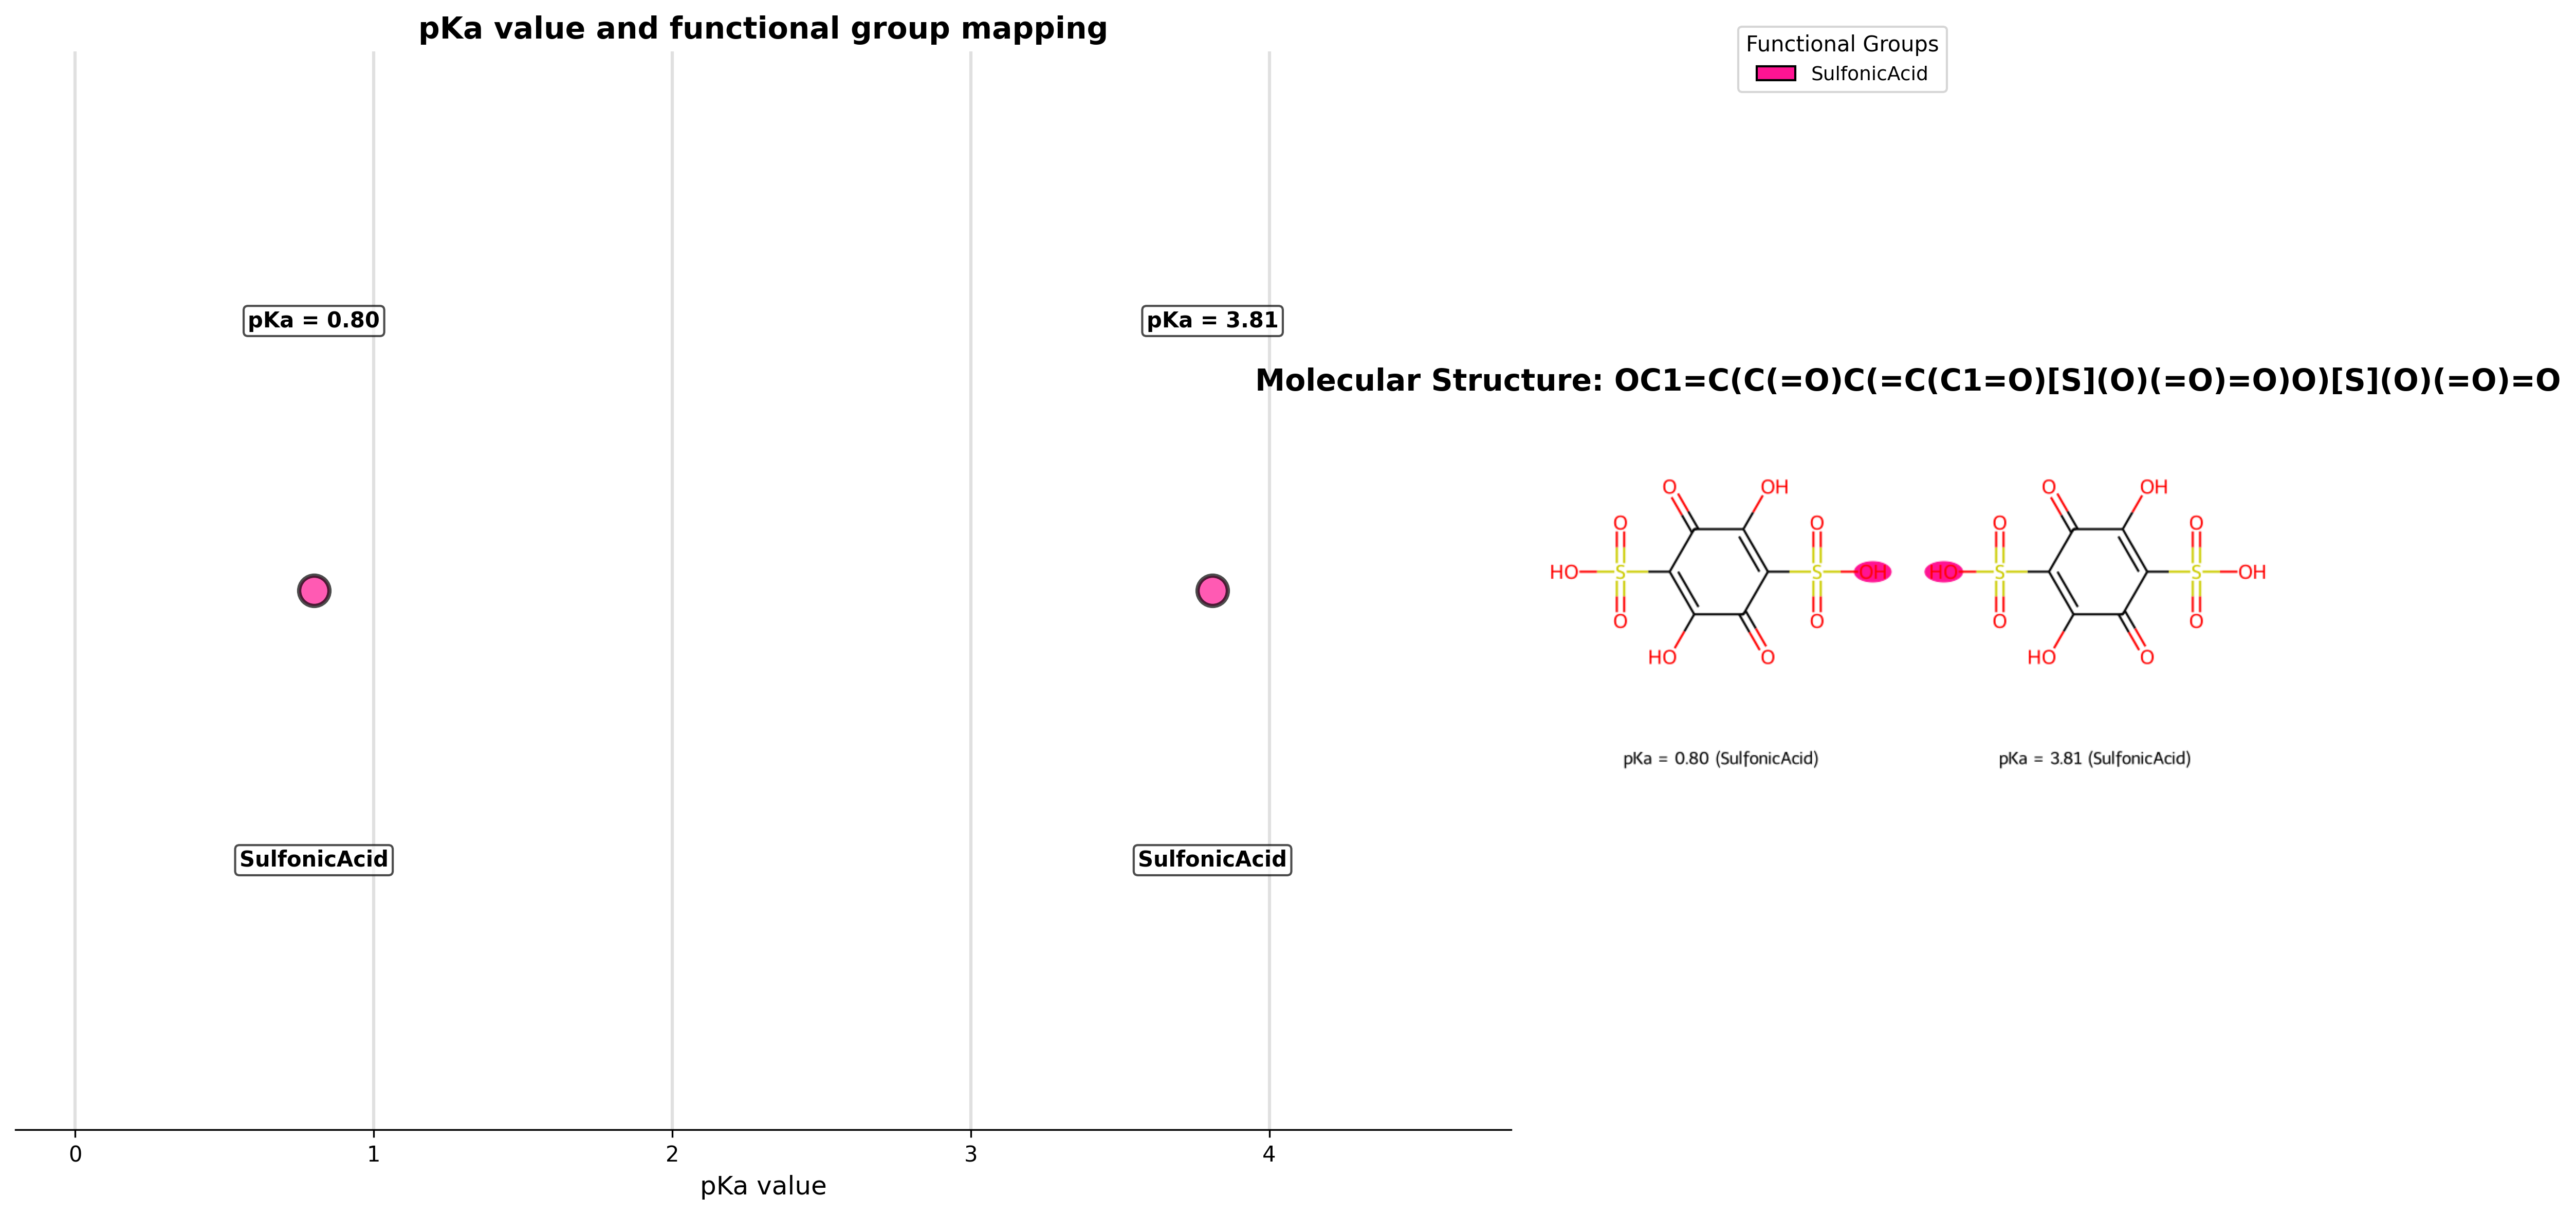 pKa value and functional group mapping
Functional Groups
SulfonicAcid
pKa = 0.80
pKa = 3.81
Molecular Structure: OC1=C(C(=O)C(=C(C1=O)[S](O)(=O)=O)O)[S](O)(=O)=O
O OH O OH
O O O O
HO S S OH HO S S OH
O O O O
HO O HO O
pKa = 0.80 (SulfonicAcid)
pKa = 3.81 (SulfonicAcid)
SulfonicAcid
SulfonicAcid
0 1 2 3 4
pKa value